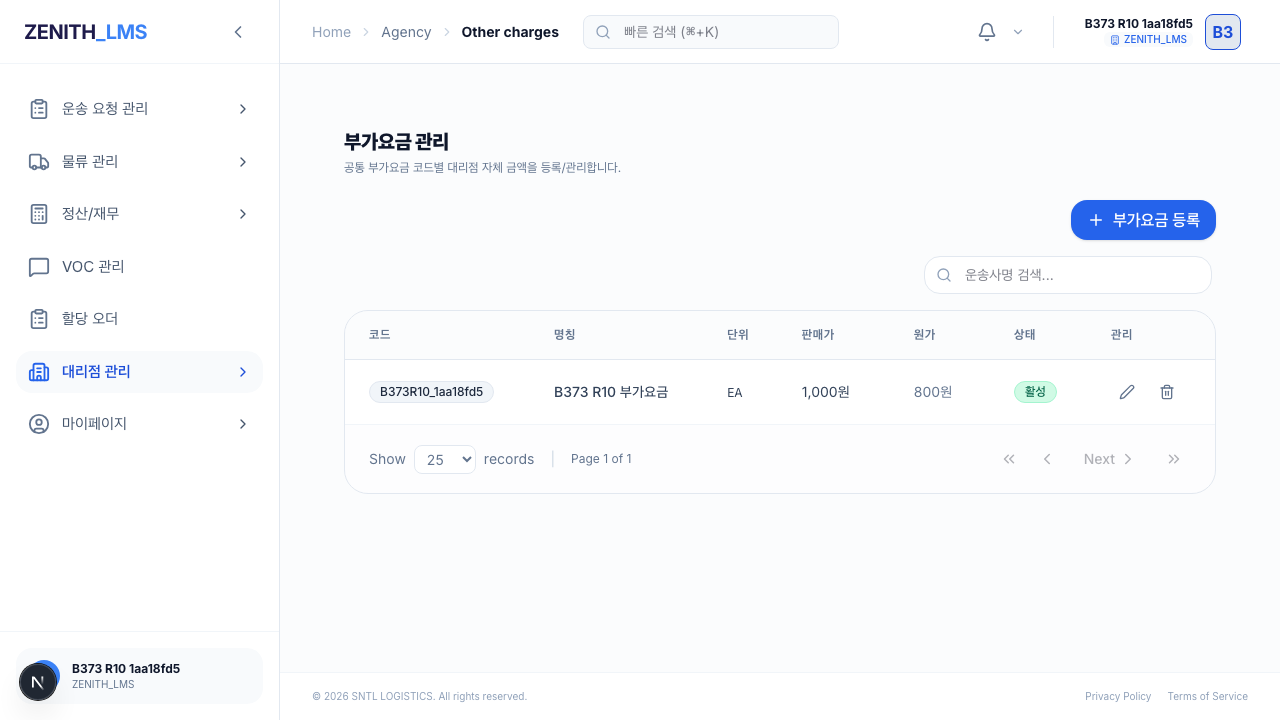 ZENITH_LMS
Home > Agency > Other charges
빠른 검색 (⌘+K)
B373 R10 1aa18fd5
ZENITH_LMS
B3
운송 요청 관리
물류 관리
정산/재무
VOC 관리
할당 오더
대리점 관리
마이페이지
B373 R10 1aa18fd5
ZENITH_LMS
N
부가요금 관리
공통 부가요금 코드별 대리점 자체 금액을 등록/관리합니다.
부가요금 등록
운송사명 검색...
코드 명칭 단위 판매가 원가 상태 관리
B373R10_1aa18fd5 B373 R10 부가요금 EA 1,000원 800원 활성
Show 25 records | Page 1 of 1 Next
© 2026 SNTL LOGISTICS. All rights reserved. Privacy Policy Terms of Service